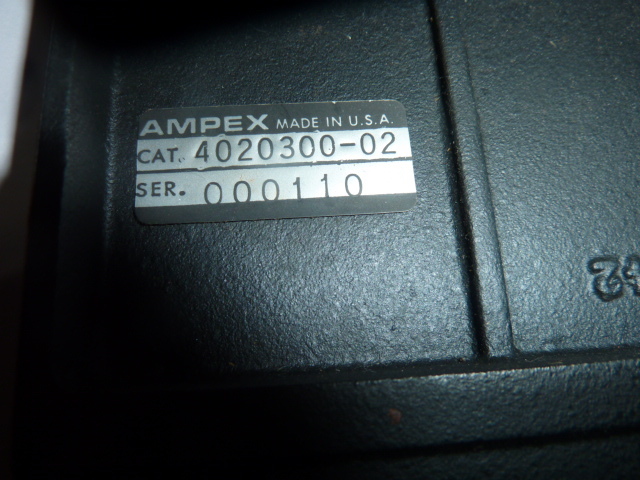 AMPEX MADE IN U.S.A.
CAT. 4020300-02
SER. 000110